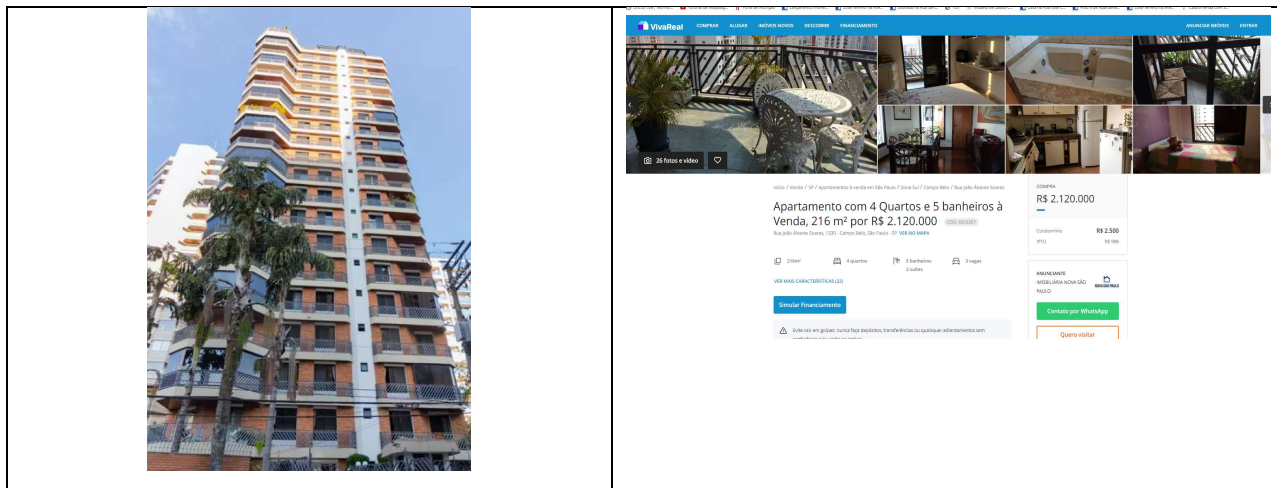 VivaReal
COMPRAR ALUGAR IMÓVEIS NOVOS DESCOBRIR FINANCIAMENTO
ANUNCIAR IMÓVEIS ENTRAR
26 fotos e vídeo
Início / Venda / SP / Apartamentos à venda em São Paulo / Zona Sul / Campo Belo / Rua João Álvares Soares
Apartamento com 4 Quartos e 5 banheiros à
Venda, 216 m² por R$ 2.120.000
Rua João Álvares Soares, 1330 - Campo Belo, São Paulo - SP VER NO MAPA
216m² 4 quartos 5 banheiros 3 vagas
2 suítes
VER MAIS CARACTERÍSTICAS (22)
Simular Financiamento
Evite cair em golpes: nunca faça depósitos, transferências ou quaisquer adiantamentos sem
COMPRA
R$ 2.120.000
Condomínio R$ 2.500
IPTU R$ 988
ANUNCIANTE
IMOBILIÁRIA NOVA SÃO
PAULO
NOVA SÃO PAULO
Contato por WhatsApp
Quero visitar